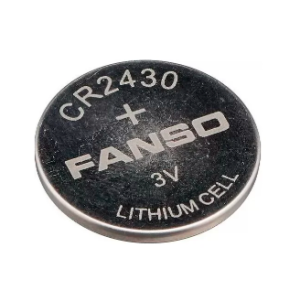 CR2430
+
FANSO
3V
LITHIUM CELL